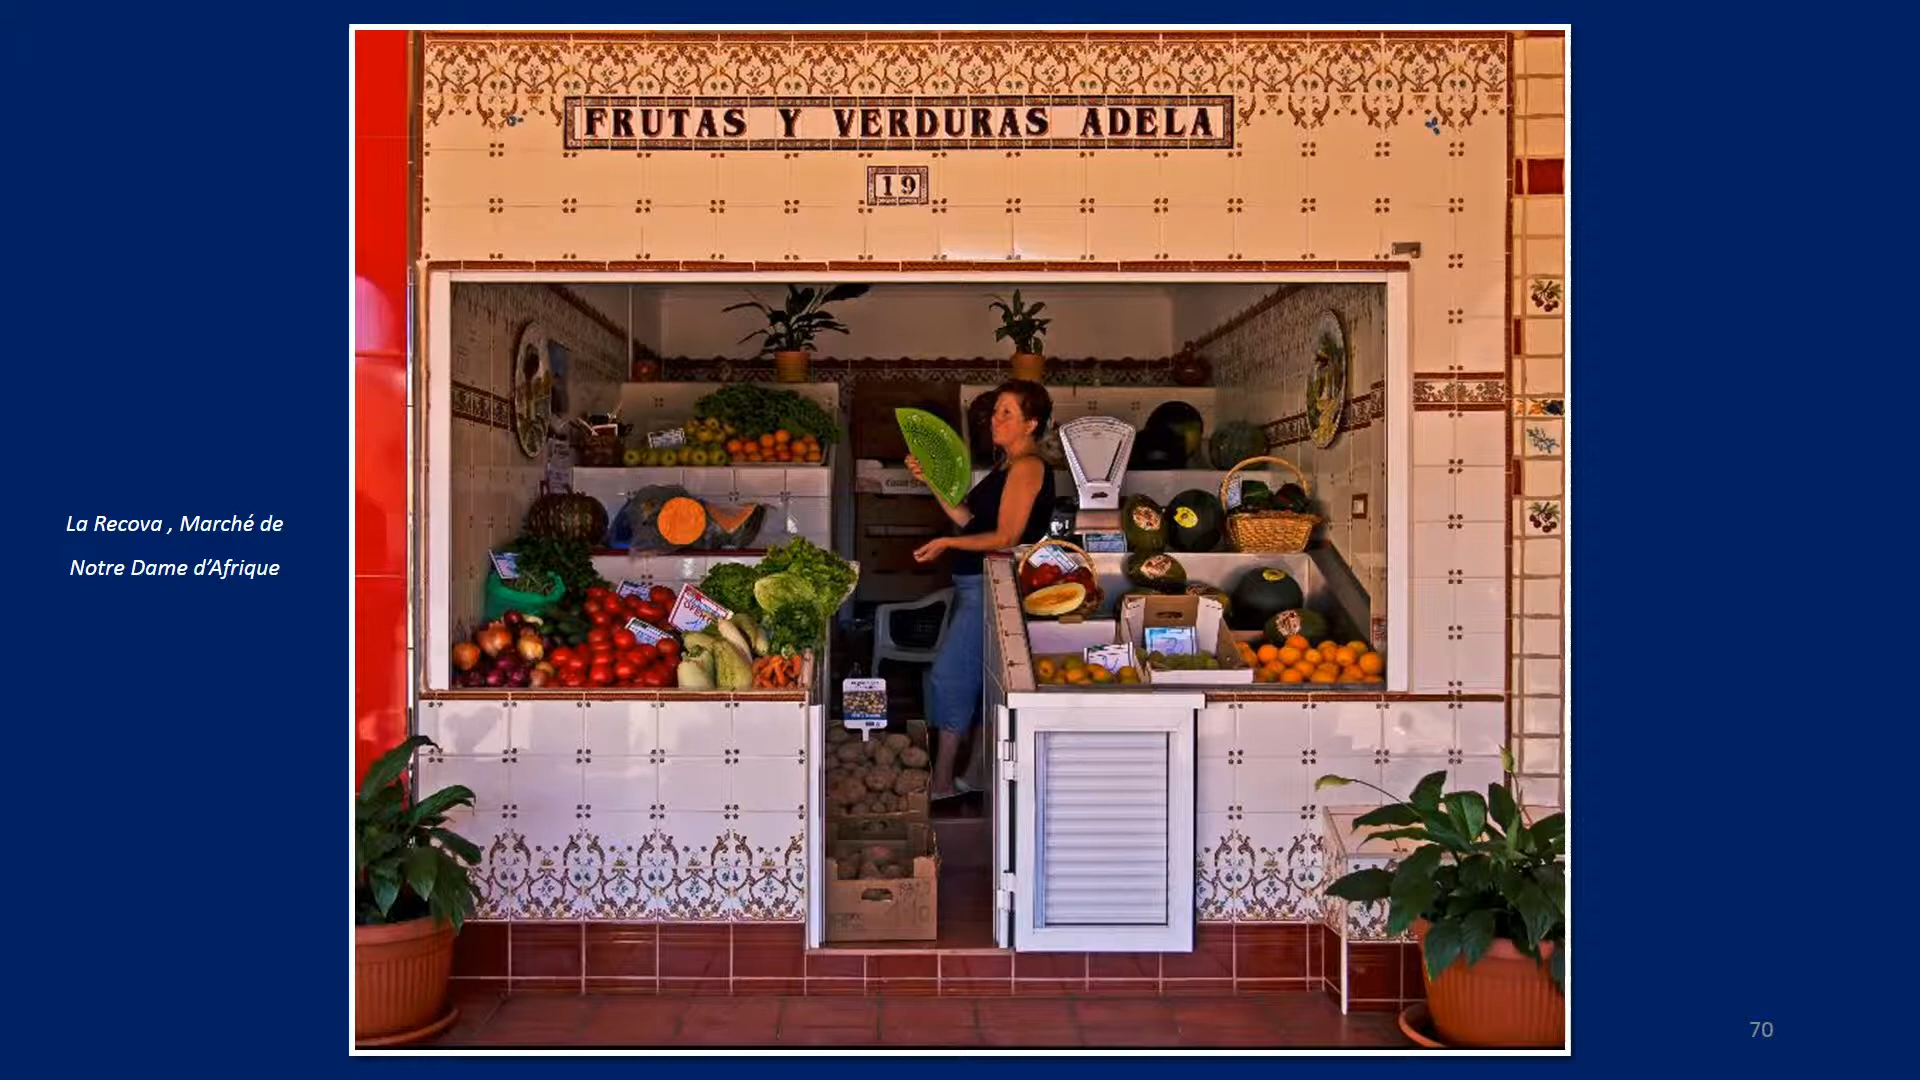 FRUTAS Y VERDURAS ADELA
19
La Recova , Marché de
Notre Dame d'Afrique
70